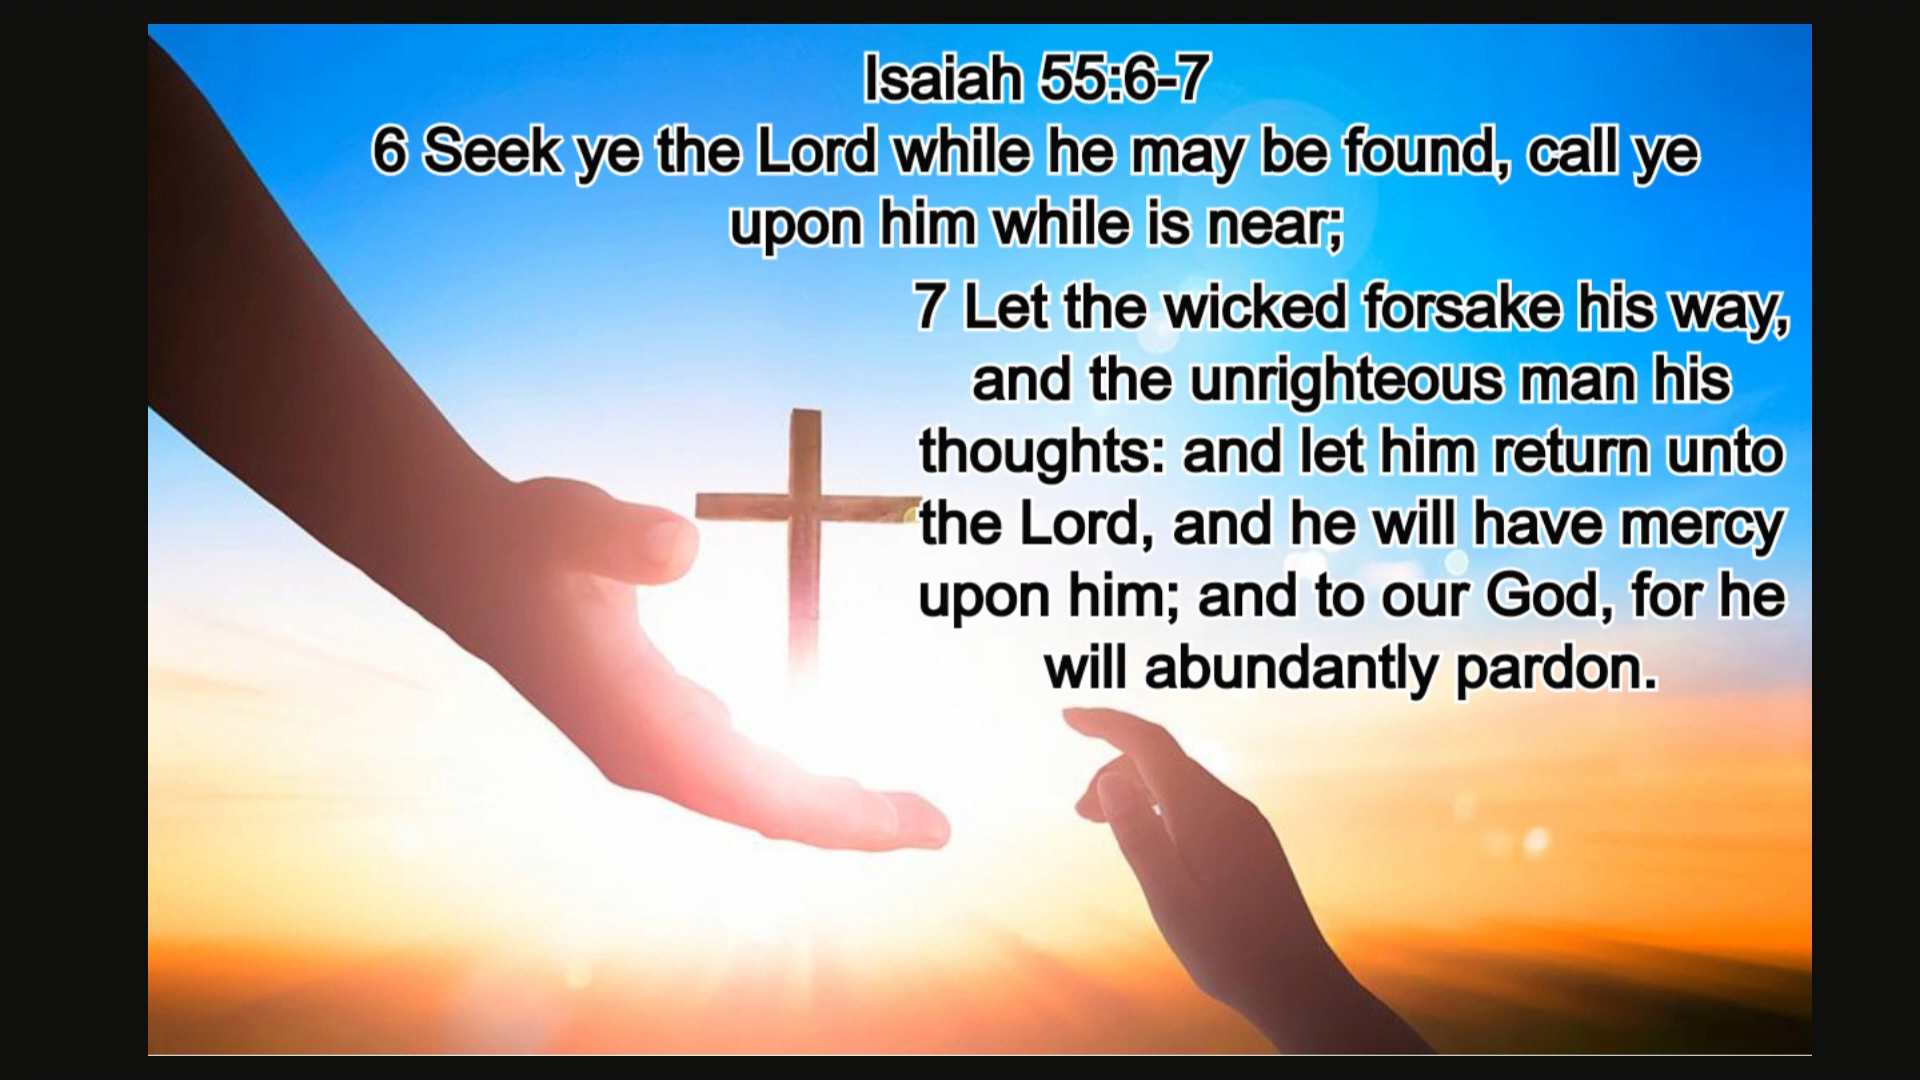 Isaiah 55:6-7
6 Seek ye the Lord while he may be found, call ye
upon him while is near;
7 Let the wicked forsake his way,
and the unrighteous man his
thoughts: and let him return unto
the Lord, and he will have mercy
upon him; and to our God, for he
will abundantly pardon.